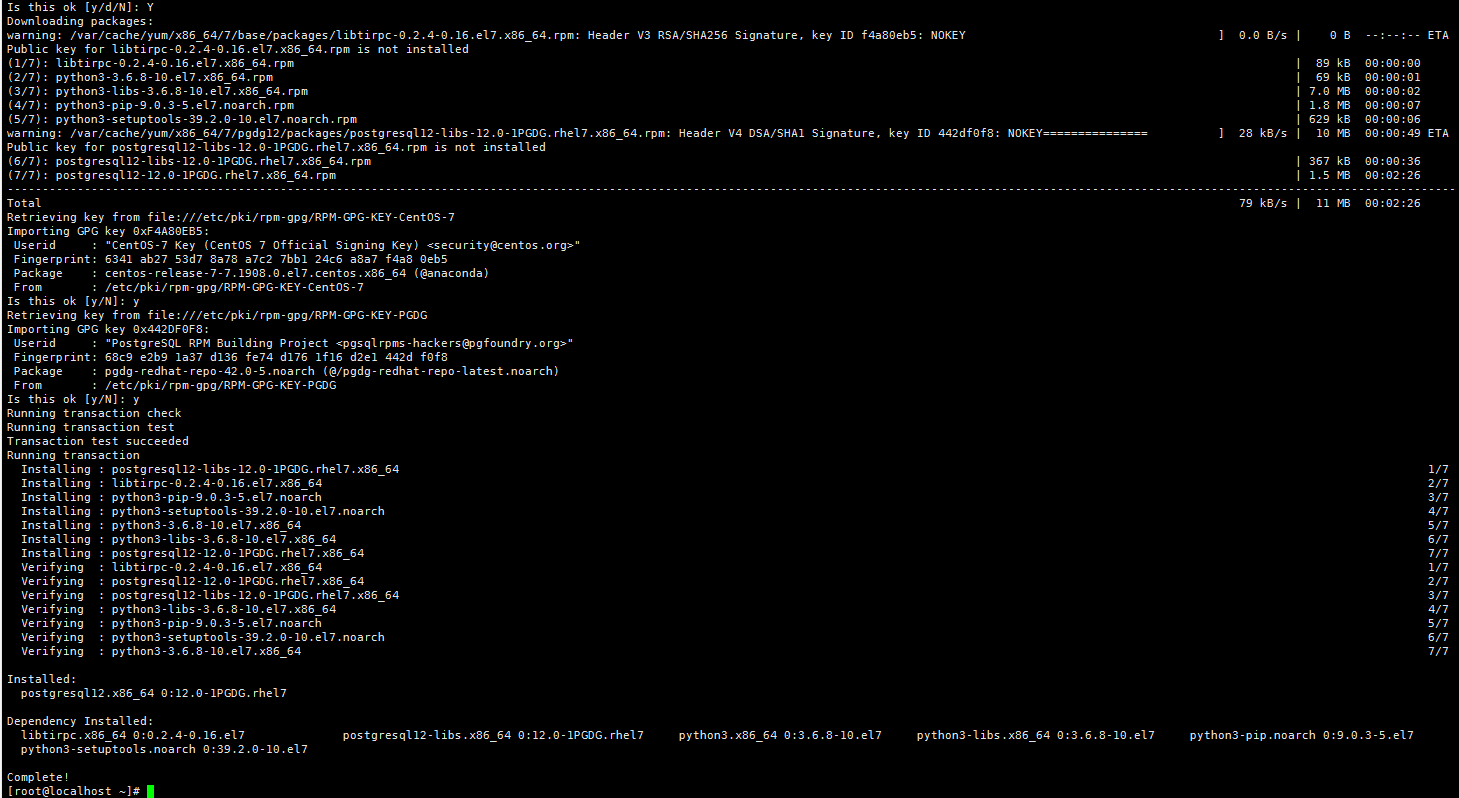 Is this ok [y/d/N]: Y
Downloading packages:
warning: /var/cache/yum/x86_64/7/base/packages/libtirpc-0.2.4-0.16.el7.x86_64.rpm: Header V3 RSA/SHA256 Signature, key ID f4a80eb5: NOKEY ] 0.0 B/s | 0 B --:--:-- ETA
Public key for libtirpc-0.2.4-0.16.el7.x86_64.rpm is not installed
(1/7): libtirpc-0.2.4-0.16.el7.x86_64.rpm | 89 kB 00:00:00
(2/7): python3-3.6.8-10.el7.x86_64.rpm | 69 kB 00:00:01
(3/7): python3-libs-3.6.8-10.el7.x86_64.rpm | 7.0 MB 00:00:02
(4/7): python3-pip-9.0.3-5.el7.noarch.rpm | 1.8 MB 00:00:07
(5/7): python3-setuptools-39.2.0-10.el7.noarch.rpm | 629 kB 00:00:06
warning: /var/cache/yum/x86_64/7/pgdg12/packages/postgresql12-libs-12.0-1PGDG.rhel7.x86_64.rpm: Header V4 DSA/SHA1 Signature, key ID 442df0f8: NOKEY=============== ] 28 kB/s | 10 MB 00:00:49 ETA
Public key for postgresql12-libs-12.0-1PGDG.rhel7.x86_64.rpm is not installed
(6/7): postgresql12-libs-12.0-1PGDG.rhel7.x86_64.rpm | 367 kB 00:00:36
(7/7): postgresql12-12.0-1PGDG.rhel7.x86_64.rpm | 1.5 MB 00:02:26
--------------------------------------------------------------------------------
Total 79 kB/s | 11 MB 00:02:26
Retrieving key from file:///etc/pki/rpm-gpg/RPM-GPG-KEY-CentOS-7
Importing GPG key 0xF4A80EB5:
Userid : "CentOS-7 Key (CentOS 7 Official Signing Key) <security@centos.org>"
Fingerprint: 6341 ab27 53d7 8a78 a7c2 7bb1 24c6 a8a7 f4a8 0eb5
Package : centos-release-7-7.1908.0.el7.centos.x86_64 (@anaconda)
From : /etc/pki/rpm-gpg/RPM-GPG-KEY-CentOS-7
Is this ok [y/N]: y
Retrieving key from file:///etc/pki/rpm-gpg/RPM-GPG-KEY-PGDG
Importing GPG key 0x442DF0F8:
Userid : "PostgreSQL RPM Building Project <pgsqlrpms-hackers@pgfoundry.org>"
Fingerprint: 68c9 e2b9 1a37 d136 fe74 d176 1f16 d2e1 442d f0f8
Package : pgdg-redhat-repo-42.0-5.noarch (@/pgdg-redhat-repo-latest.noarch)
From : /etc/pki/rpm-gpg/RPM-GPG-KEY-PGDG
Is this ok [y/N]: y
Running transaction check
Running transaction test
Transaction test succeeded
Running transaction
Installing : postgresql12-libs-12.0-1PGDG.rhel7.x86_64 1/7
Installing : libtirpc-0.2.4-0.16.el7.x86_64 2/7
Installing : python3-pip-9.0.3-5.el7.noarch 3/7
Installing : python3-setuptools-39.2.0-10.el7.noarch 4/7
Installing : python3-3.6.8-10.el7.x86_64 5/7
Installing : python3-libs-3.6.8-10.el7.x86_64 6/7
Installing : postgresql12-12.0-1PGDG.rhel7.x86_64 7/7
Verifying : libtirpc-0.2.4-0.16.el7.x86_64 1/7
Verifying : postgresql12-12.0-1PGDG.rhel7.x86_64 2/7
Verifying : postgresql12-libs-12.0-1PGDG.rhel7.x86_64 3/7
Verifying : python3-libs-3.6.8-10.el7.x86_64 4/7
Verifying : python3-pip-9.0.3-5.el7.noarch 5/7
Verifying : python3-setuptools-39.2.0-10.el7.noarch 6/7
Verifying : python3-3.6.8-10.el7.x86_64 7/7
Installed:
postgresql12.x86_64 0:12.0-1PGDG.rhel7
Dependency Installed:
libtirpc.x86_64 0:0.2.4-0.16.el7 postgresql12-libs.x86_64 0:12.0-1PGDG.rhel7 python3.x86_64 0:3.6.8-10.el7 python3-libs.x86_64 0:3.6.8-10.el7 python3-pip.noarch 0:9.0.3-5.el7
python3-setuptools.noarch 0:39.2.0-10.el7
Complete!
[root@localhost ~]#